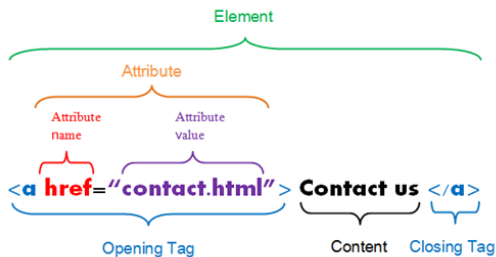 Element
Attribute
Attribute
name
Attribute
value
<a href=“contact.html”> Contact us </a>
Opening Tag
Content
Closing Tag